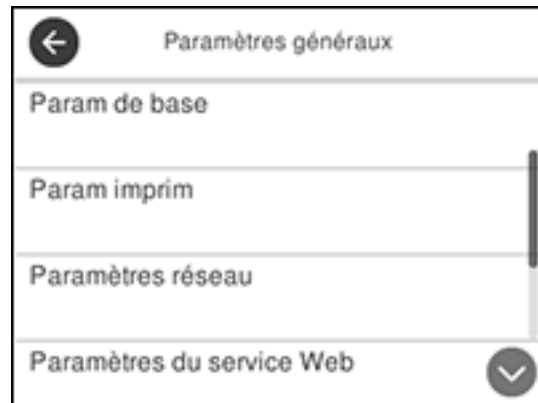 Paramètres généraux
Param de base
Param imprim
Paramètres réseau
Paramètres du service Web